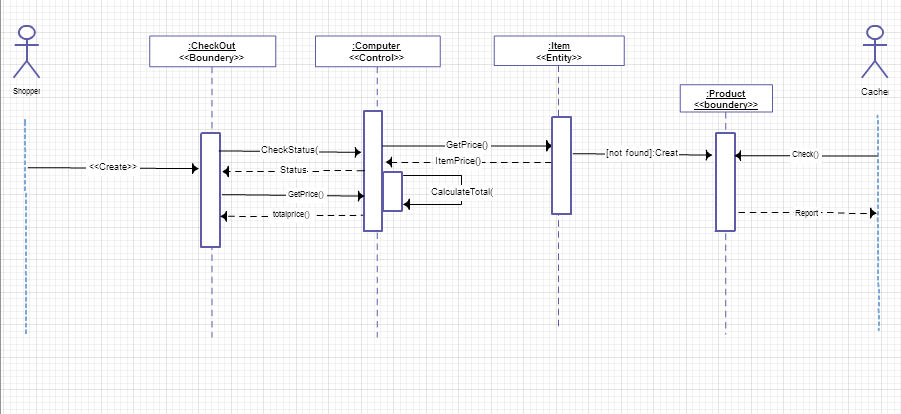 :CheckOut
<<Boundery>>
:Computer
<<Control>>
:Item
<<Entity>>
Shopper
:Product
<<boundery>>
Cache
CheckStatus(
GetPrice()
[not found]:Creat
Check()
<<Create>>
Status
ItemPrice()
GetPrice()
CalculateTotal(
totalprice()
Report